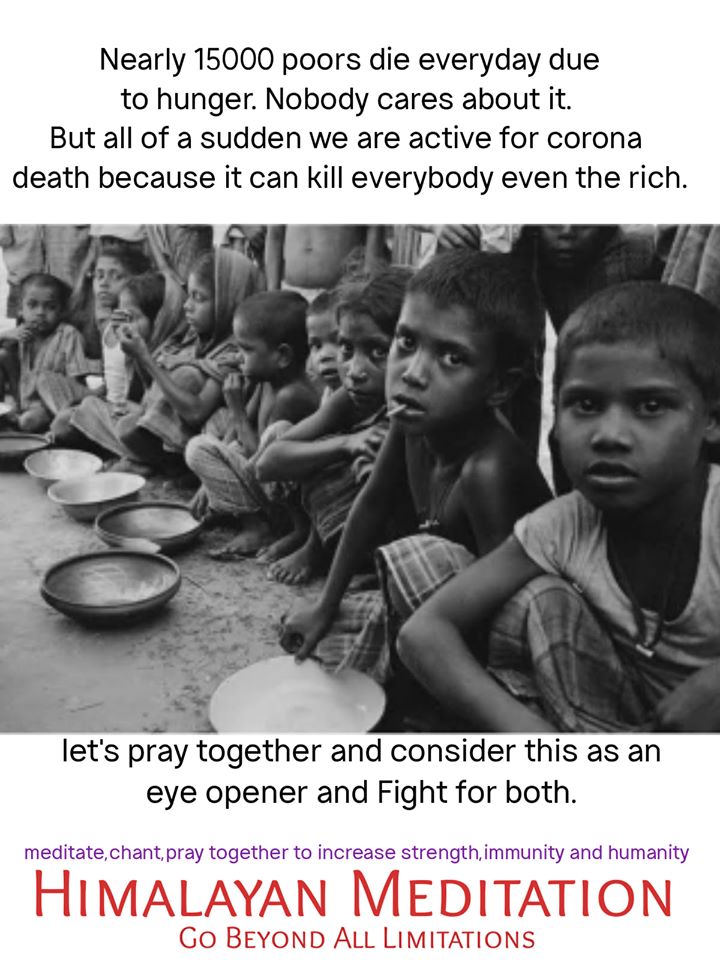 Nearly 15000 poors die everyday due
to hunger. Nobody cares about it.
But all of a sudden we are active for corona
death because it can kill everybody even the rich.
let's pray together and consider this as an
eye opener and Fight for both.
meditate,chant,pray together to increase strength,immunity and humanity
HIMALAYAN MEDITATION
GO BEYOND ALL LIMITATIONS